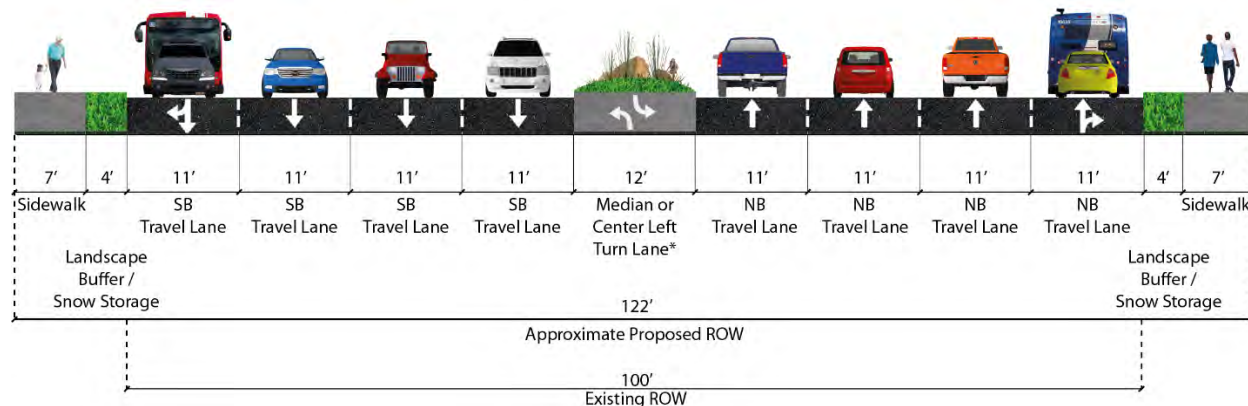 7’ 4’ 11’ 11’ 11’ 11’ 12’ 11’ 11’ 11’ 11’ 4’ 7’
Sidewalk
SB
Travel Lane
SB
Travel Lane
SB
Travel Lane
SB
Travel Lane
Median or
Center Left
Turn Lane*
NB
Travel Lane
NB
Travel Lane
NB
Travel Lane
NB
Travel Lane
Sidewalk
Landscape
Buffer /
Snow Storage
Landscape
Buffer /
Snow Storage
122’
Approximate Proposed ROW
100’
Existing ROW